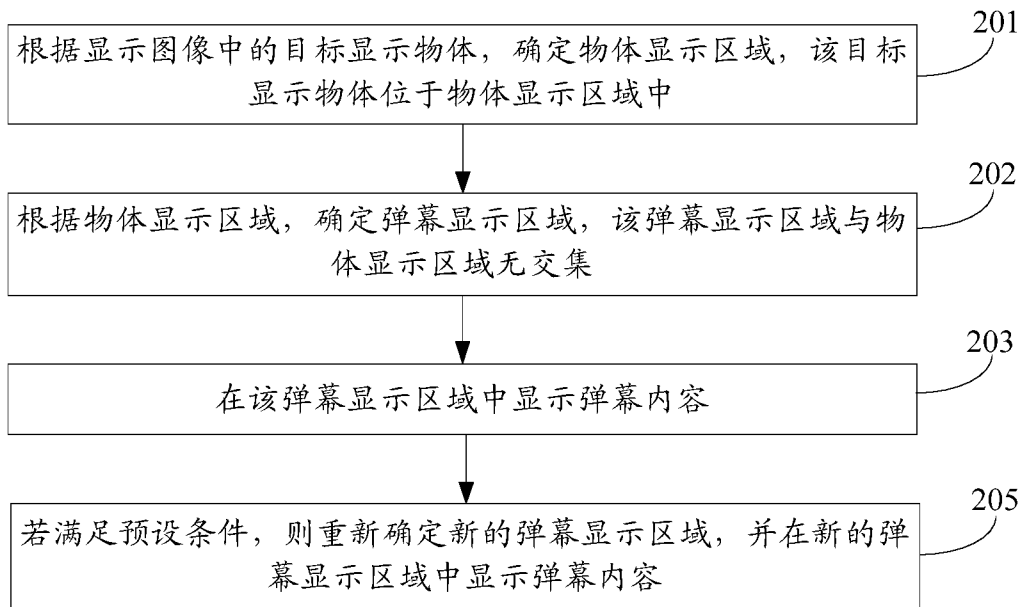 201
根据显示图像中的目标显示物体，确定物体显示区域，该目标
显示物体位于物体显示区域中
202
根据物体显示区域，确定弹幕显示区域，该弹幕显示区域与物
体显示区域无交集
203
在该弹幕显示区域中显示弹幕内容
205
若满足预设条件，则重新确定新的弹幕显示区域，并在新的弹
幕显示区域中显示弹幕内容